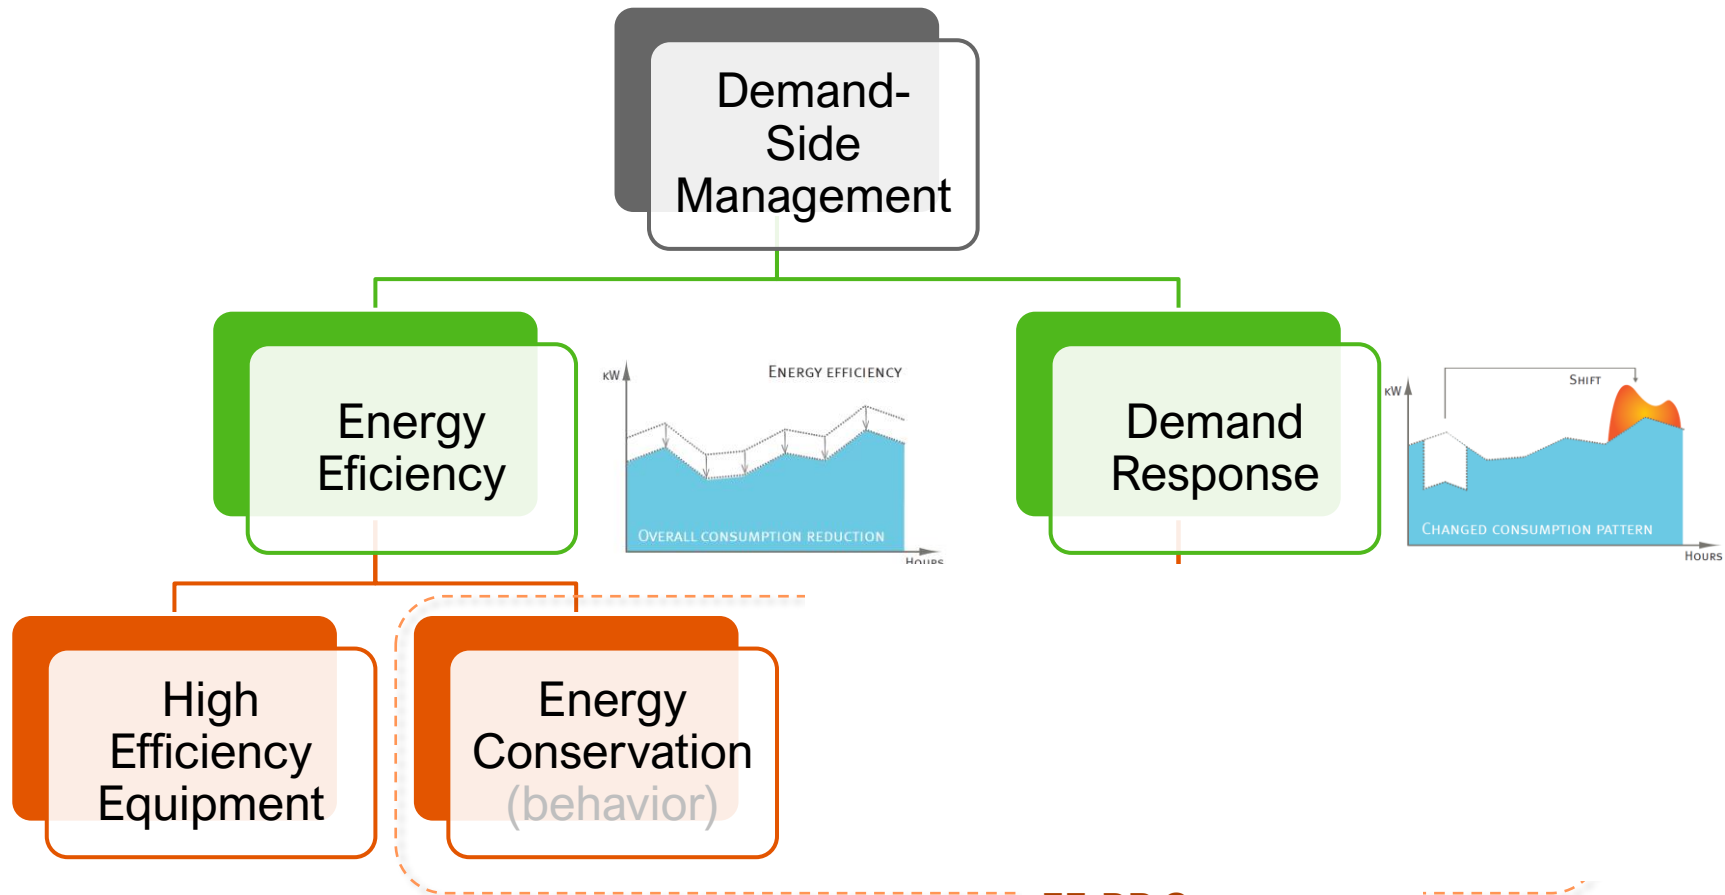 Demand-
Side
Management
Energy
Eficiency
KW
ENERGY EFFICIENCY
OVERALL CONSUMPTION REDUCTION
HOURS
Demand
Response
KW
SHIFT
CHANGED CONSUMPTION PATTERN
HOURS
High
Efficiency
Equipment
Energy
Conservation
(behavior)